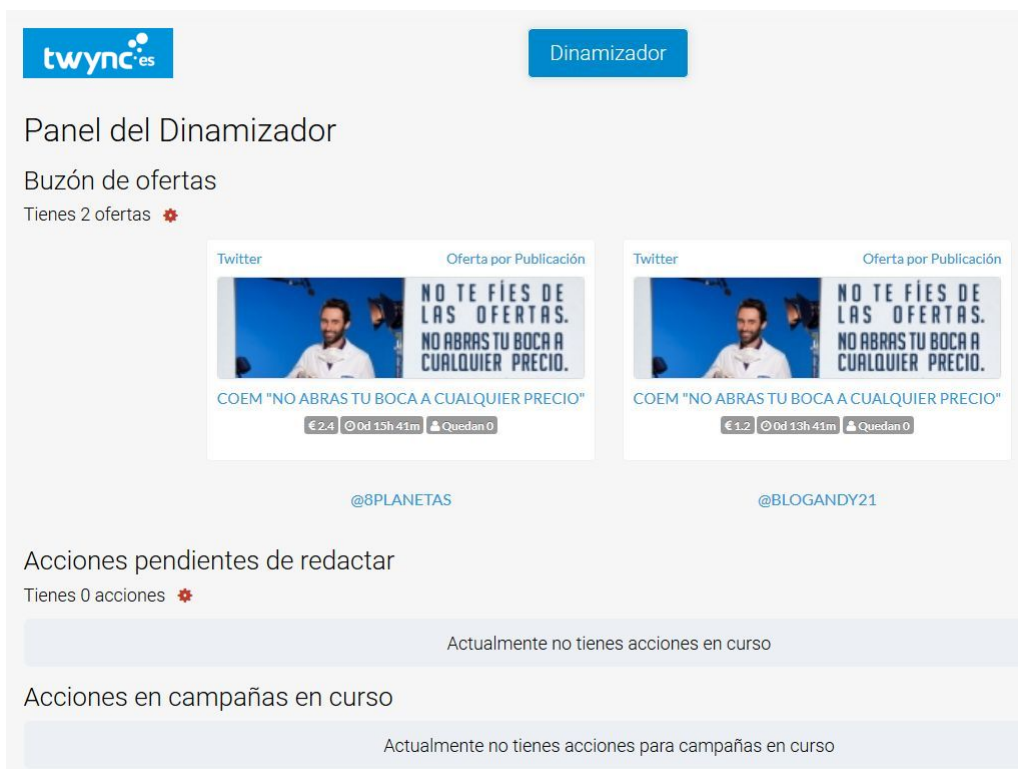 twync.es
Dinamizador
Panel del Dinamizador
Buzón de ofertas
Tienes 2 ofertas
Twitter Oferta por Publicación
NO TE FÍES DE
LAS OFERTAS.
NO ABRAS TU BOCA A
CUALQUIER PRECIO.
COEM "NO ABRAS TU BOCA A CUALQUIER PRECIO"
€ 2.4 0d 15h 41m Quedan 0
@8PLANETAS
Twitter Oferta por Publicación
NO TE FÍES DE
LAS OFERTAS.
NO ABRAS TU BOCA A
CUALQUIER PRECIO.
COEM "NO ABRAS TU BOCA A CUALQUIER PRECIO"
€ 1.2 0d 13h 41m Quedan 0
@BLOGANDY21
Acciones pendientes de redactar
Tienes 0 acciones
Actualmente no tienes acciones en curso
Acciones en campañas en curso
Actualmente no tienes acciones para campañas en curso